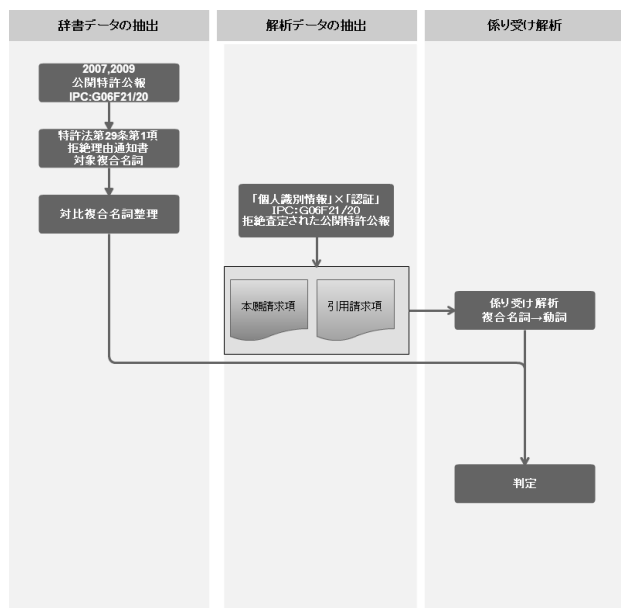 辞書データの抽出
解析データの抽出
係り受け解析
2007,2009
公開特許公報
IPC:G06F21/20
特許法第29条第1項
拒絶理由通知書
対象複合名詞
対比複合名詞整理
「個人識別情報」×「認証」
IPC:G06F21/20
拒絶査定された公開特許公報
本願請求項
引用請求項
係り受け解析
複合名詞→動詞
判定